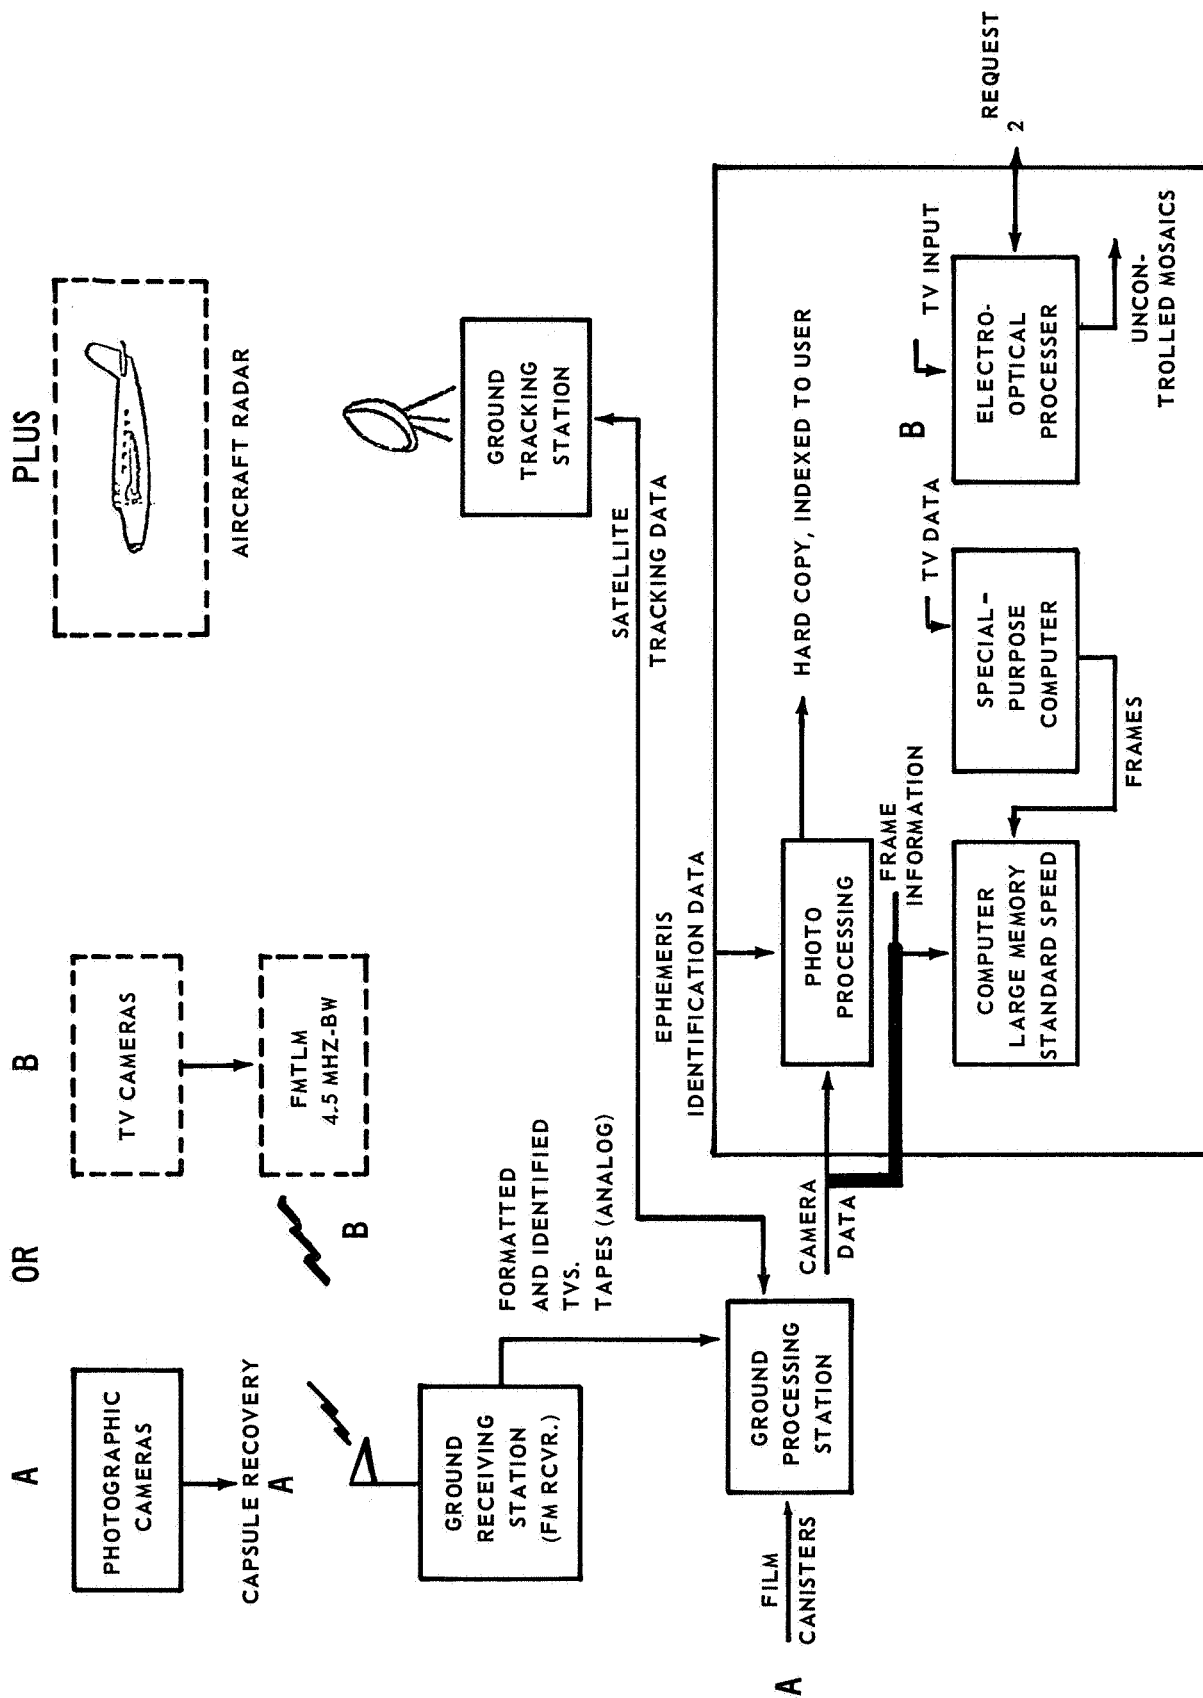 A
OR
B
PLUS
PHOTOGRAPHIC
CAMERAS
TV CAMERAS
AIRCRAFT RADAR
CAPSULE RECOVERY
A
FMTLM
4.5 MHZ-BW
B
GROUND
RECEIVING
STATION
(FM RCVR.)
FORMATTED
AND IDENTIFIED
TVS.
TAPES (ANALOG)
GROUND
TRACKING
STATION
SATELLITE
TRACKING DATA
EPHEMERIS
IDENTIFICATION DATA
A
FILM
CANISTERS
GROUND
PROCESSING
STATION
CAMERA
DATA
PHOTO
PROCESSING
HARD COPY, INDEXED TO USER
FRAME
INFORMATION
TV DATA
B
TV INPUT
COMPUTER
LARGE MEMORY
STANDARD SPEED
SPECIAL-
PURPOSE
COMPUTER
ELECTRO-
OPTICAL
PROCESSER
REQUEST
2
FRAMES
UNCON-
TROLLED MOSAICS